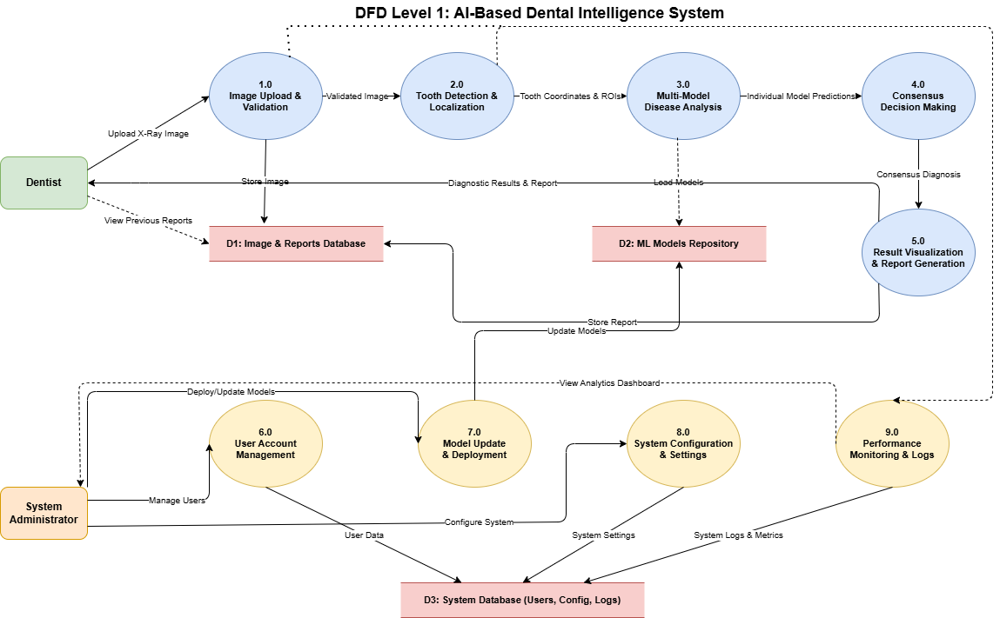 DFD Level 1: AI-Based Dental Intelligence System
1.0
Image Upload &
Validation
Validated Image
2.0
Tooth Detection &
Localization
Tooth Coordinates & ROIs
3.0
Multi-Model
Disease Analysis
Individual Model Predictions
4.0
Consensus
Decision Making
Upload X-Ray Image
Dentist
Store Image
Diagnostic Results & Report
Load Models
Consensus Diagnosis
View Previous Reports
D1: Image & Reports Database
D2: ML Models Repository
5.0
Result Visualization
& Report Generation
Store Report
Update Models
View Analytics Dashboard
Deploy/Update Models
6.0
User Account
Management
7.0
Model Update
& Deployment
8.0
System Configuration
& Settings
9.0
Performance
Monitoring & Logs
System
Administrator
Manage Users
Configure System
User Data
System Settings
System Logs & Metrics
D3: System Database (Users, Config, Logs)